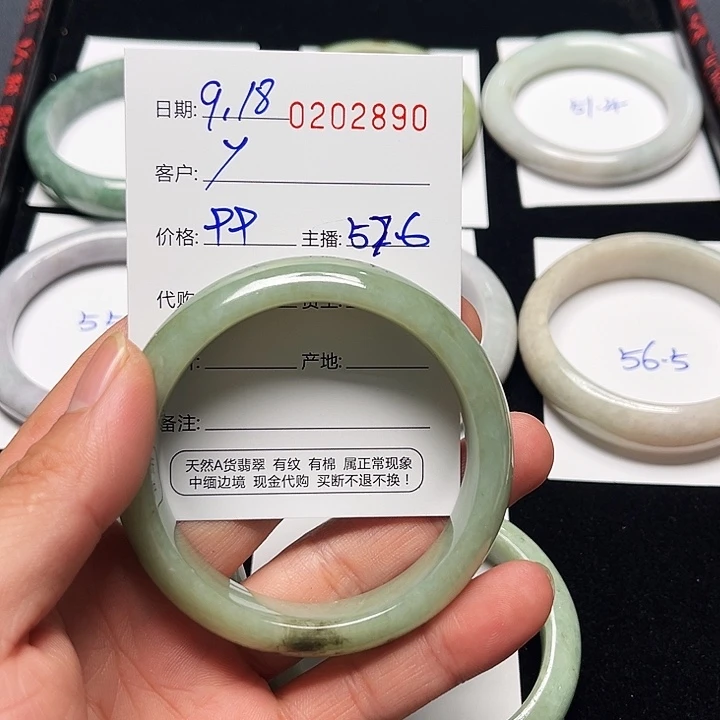 日期: 9.18 0202890
客户: y
价格: PP 主播: 57.6
代购
产地:
备注:
天然A货翡翠 有纹 有棉 属正常现象
中缅边境 现金代购 买断不退不换！
56.5